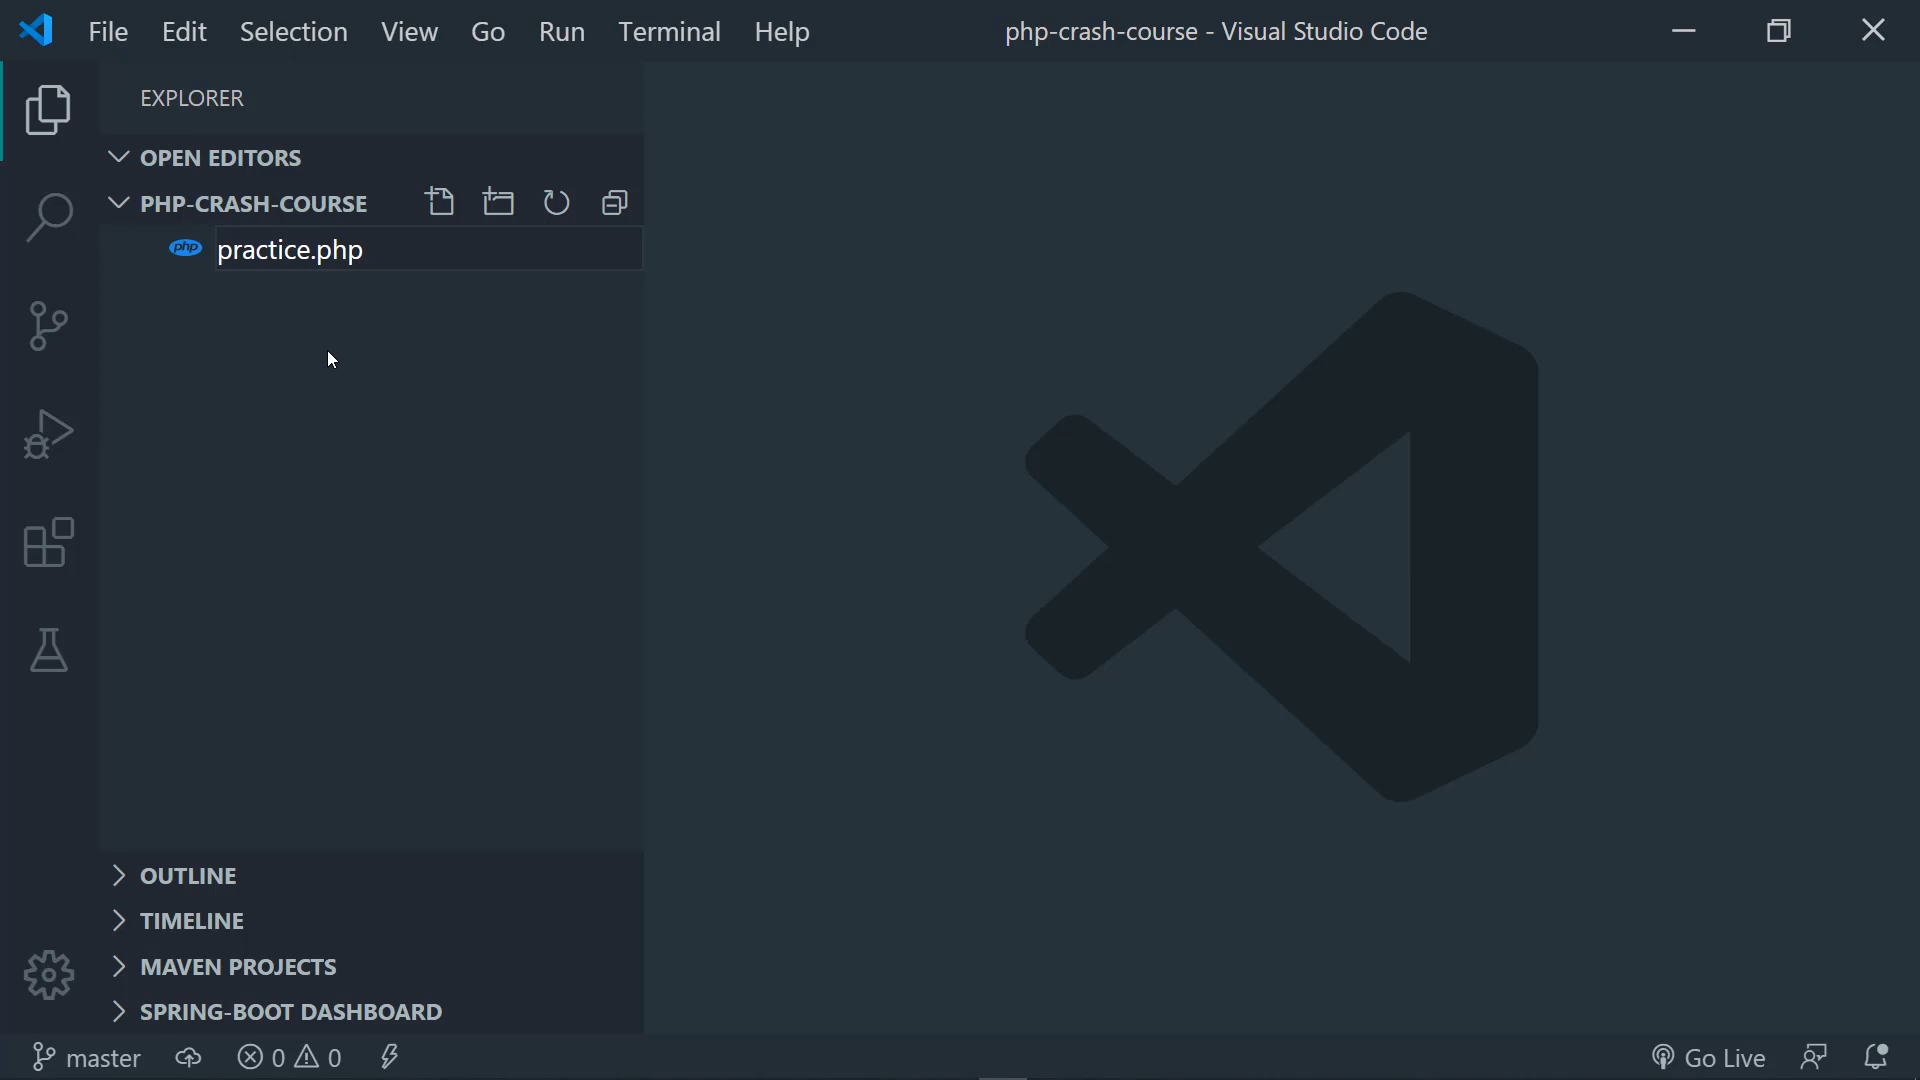 File Edit Selection View Go Run Terminal Help php-crash-course - Visual Studio Code
EXPLORER
OPEN EDITORS
PHP-CRASH-COURSE
php practice.php
OUTLINE
TIMELINE
MAVEN PROJECTS
SPRING-BOOT DASHBOARD
master 0 0 Go Live